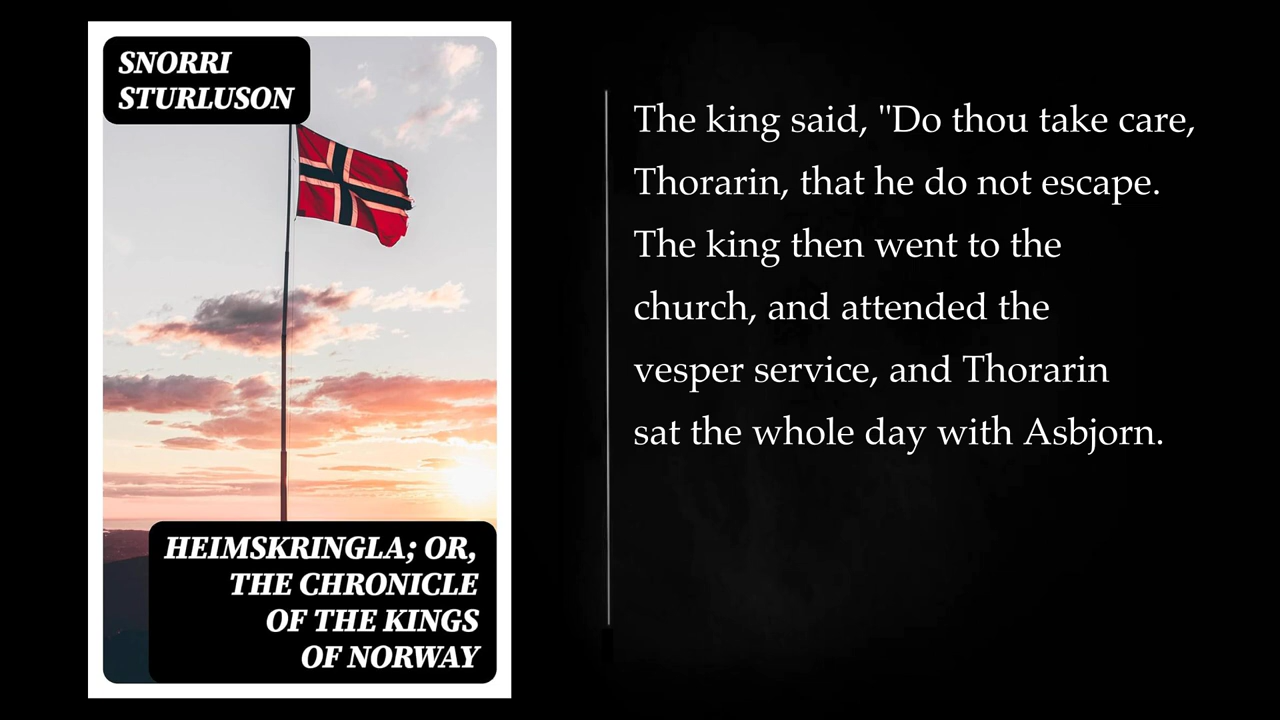 SNORRI
STURLUSON
HEIMSKRINGLA; OR,
THE CHRONICLE
OF THE KINGS
OF NORWAY
The king said, "Do thou take care,
Thorarin, that he do not escape.
The king then went to the
church, and attended the
vesper service, and Thorarin
sat the whole day with Asbjorn.